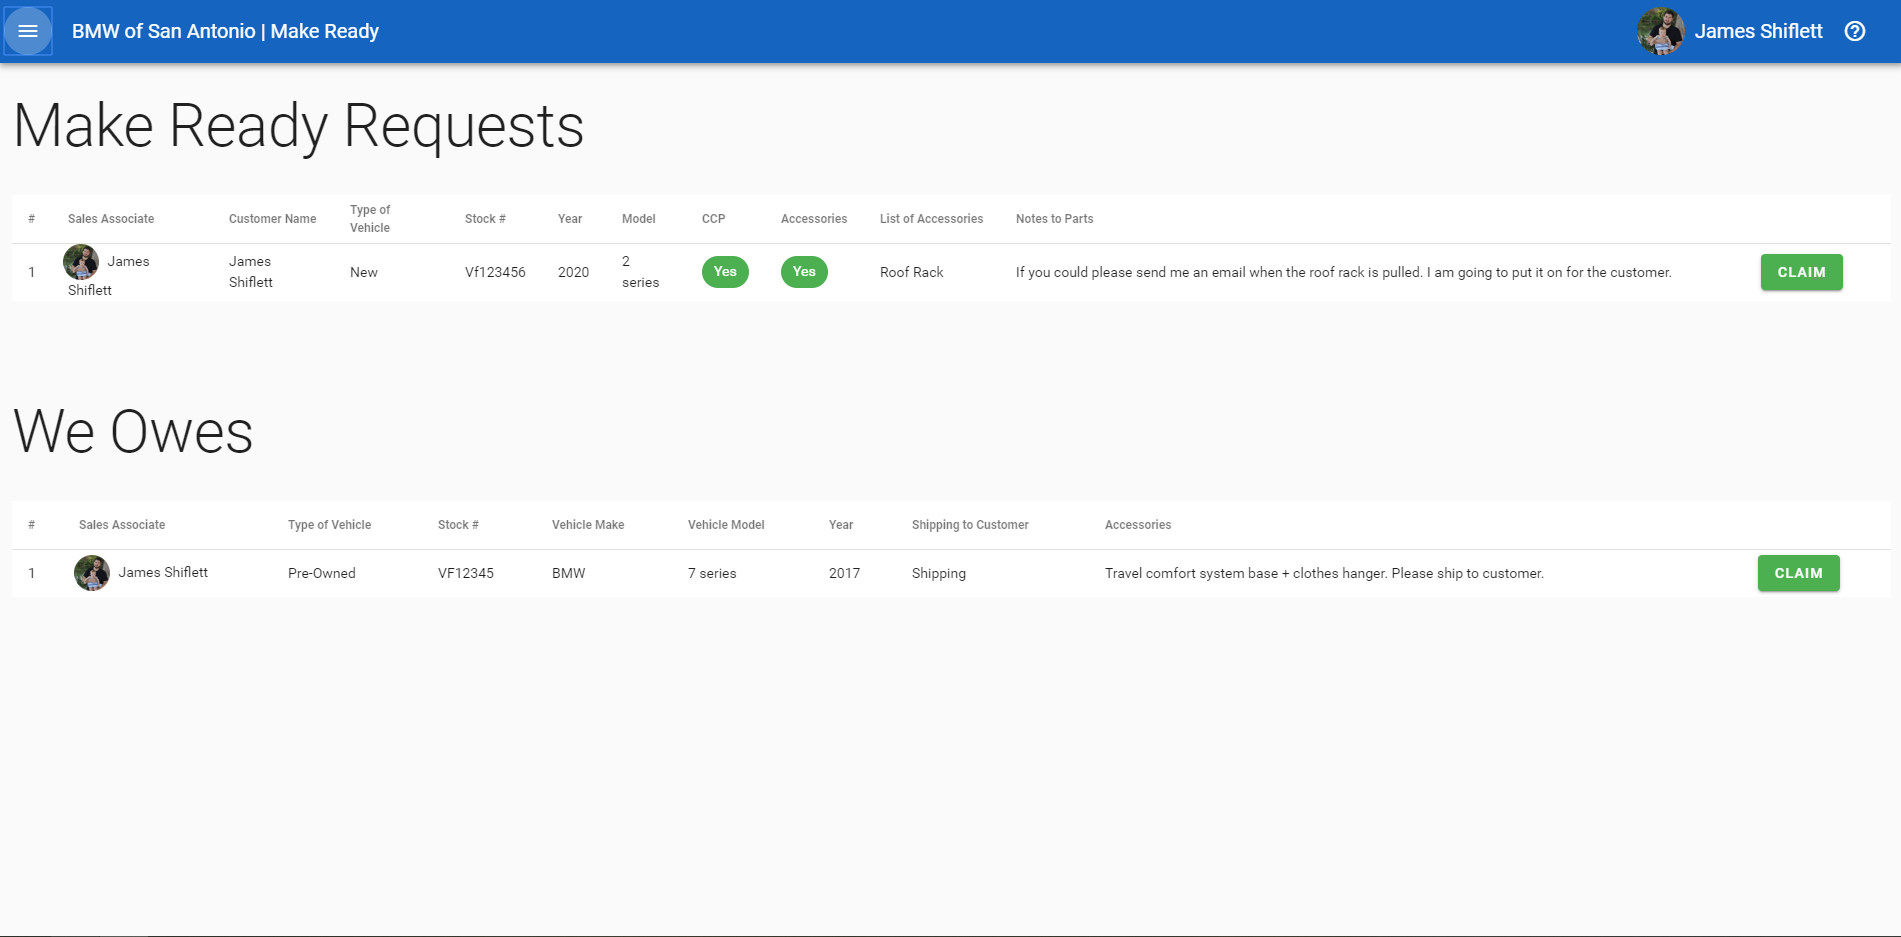 BMW of San Antonio | Make Ready
James Shiflett
Make Ready Requests
# Sales Associate Customer Name Type of Vehicle Stock # Year Model CCP Accessories List of Accessories Notes to Parts
1 James Shiflett James Shiflett New Vf123456 2020 2 series Yes Yes Roof Rack If you could please send me an email when the roof rack is pulled. I am going to put it on for the customer. CLAIM
We Owes
# Sales Associate Type of Vehicle Stock # Vehicle Make Vehicle Model Year Shipping to Customer Accessories
1 James Shiflett Pre-Owned VF12345 BMW 7 series 2017 Shipping Travel comfort system base + clothes hanger. Please ship to customer. CLAIM